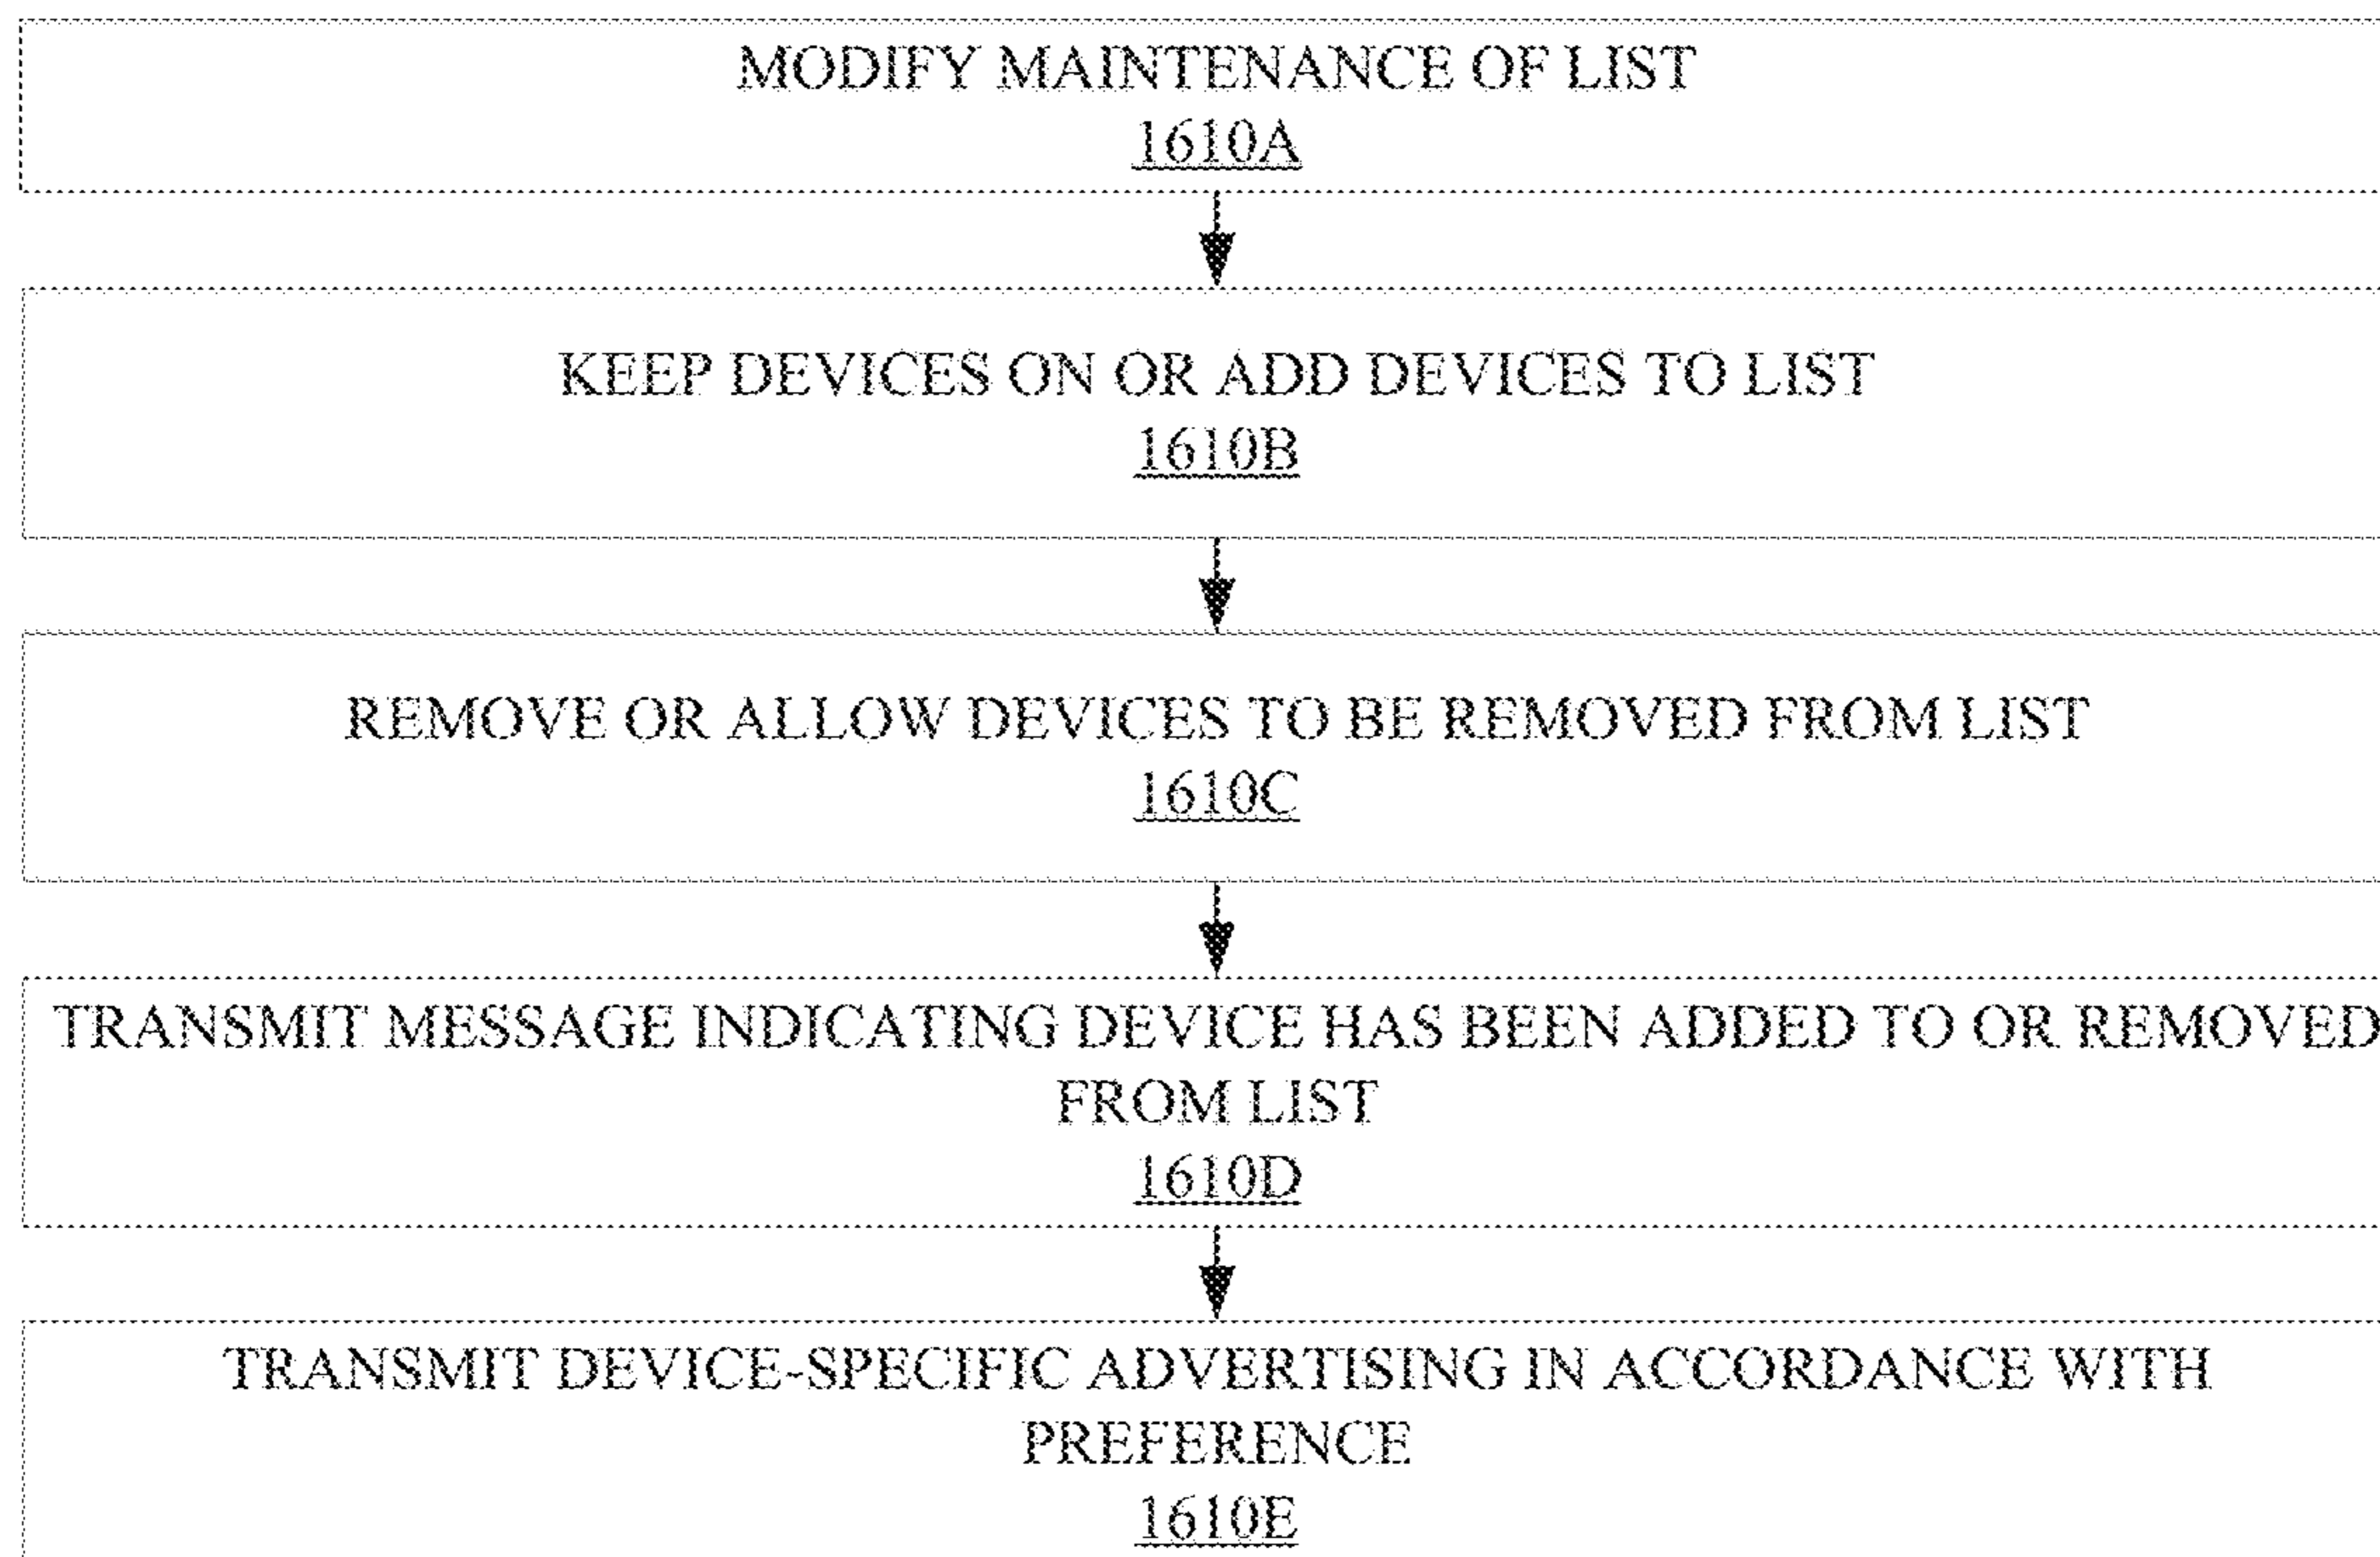 MODIFY MAINTENANCE OF LIST
1610A
KEEP DEVICES ON OR ADD DEVICES TO LIST
1610B
REMOVE OR ALLOW DEVICES TO BE REMOVED FROM LIST
1610C
TRANSMIT MESSAGE INDICATING DEVICE HAS BEEN ADDED TO OR REMOVED
FROM LIST
1610D
TRANSMIT DEVICE-SPECIFIC ADVERTISING IN ACCORDANCE WITH
PREFERENCE
1610E